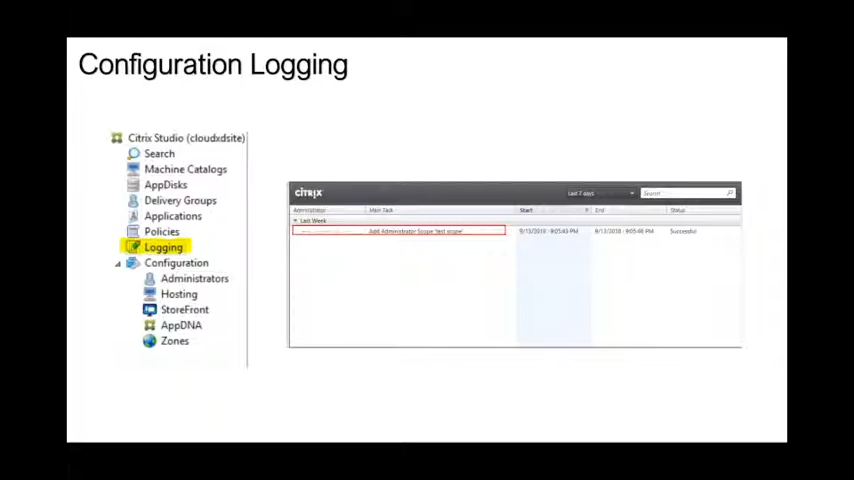 Configuration Logging
Citrix Studio (cloudxdsite)
Search
Machine Catalogs
AppDisks
Delivery Groups
Applications
Policies
Logging
Configuration
Administrators
Hosting
StoreFront
AppDNA
Zones
CITRIX
Last 7 days
Search
Administrator Main Task Start End Status
Last Week
Add Administrator Scope 'test scope' 9/13/2018 - 9:05:43 PM 9/13/2018 - 9:05:46 PM Successful